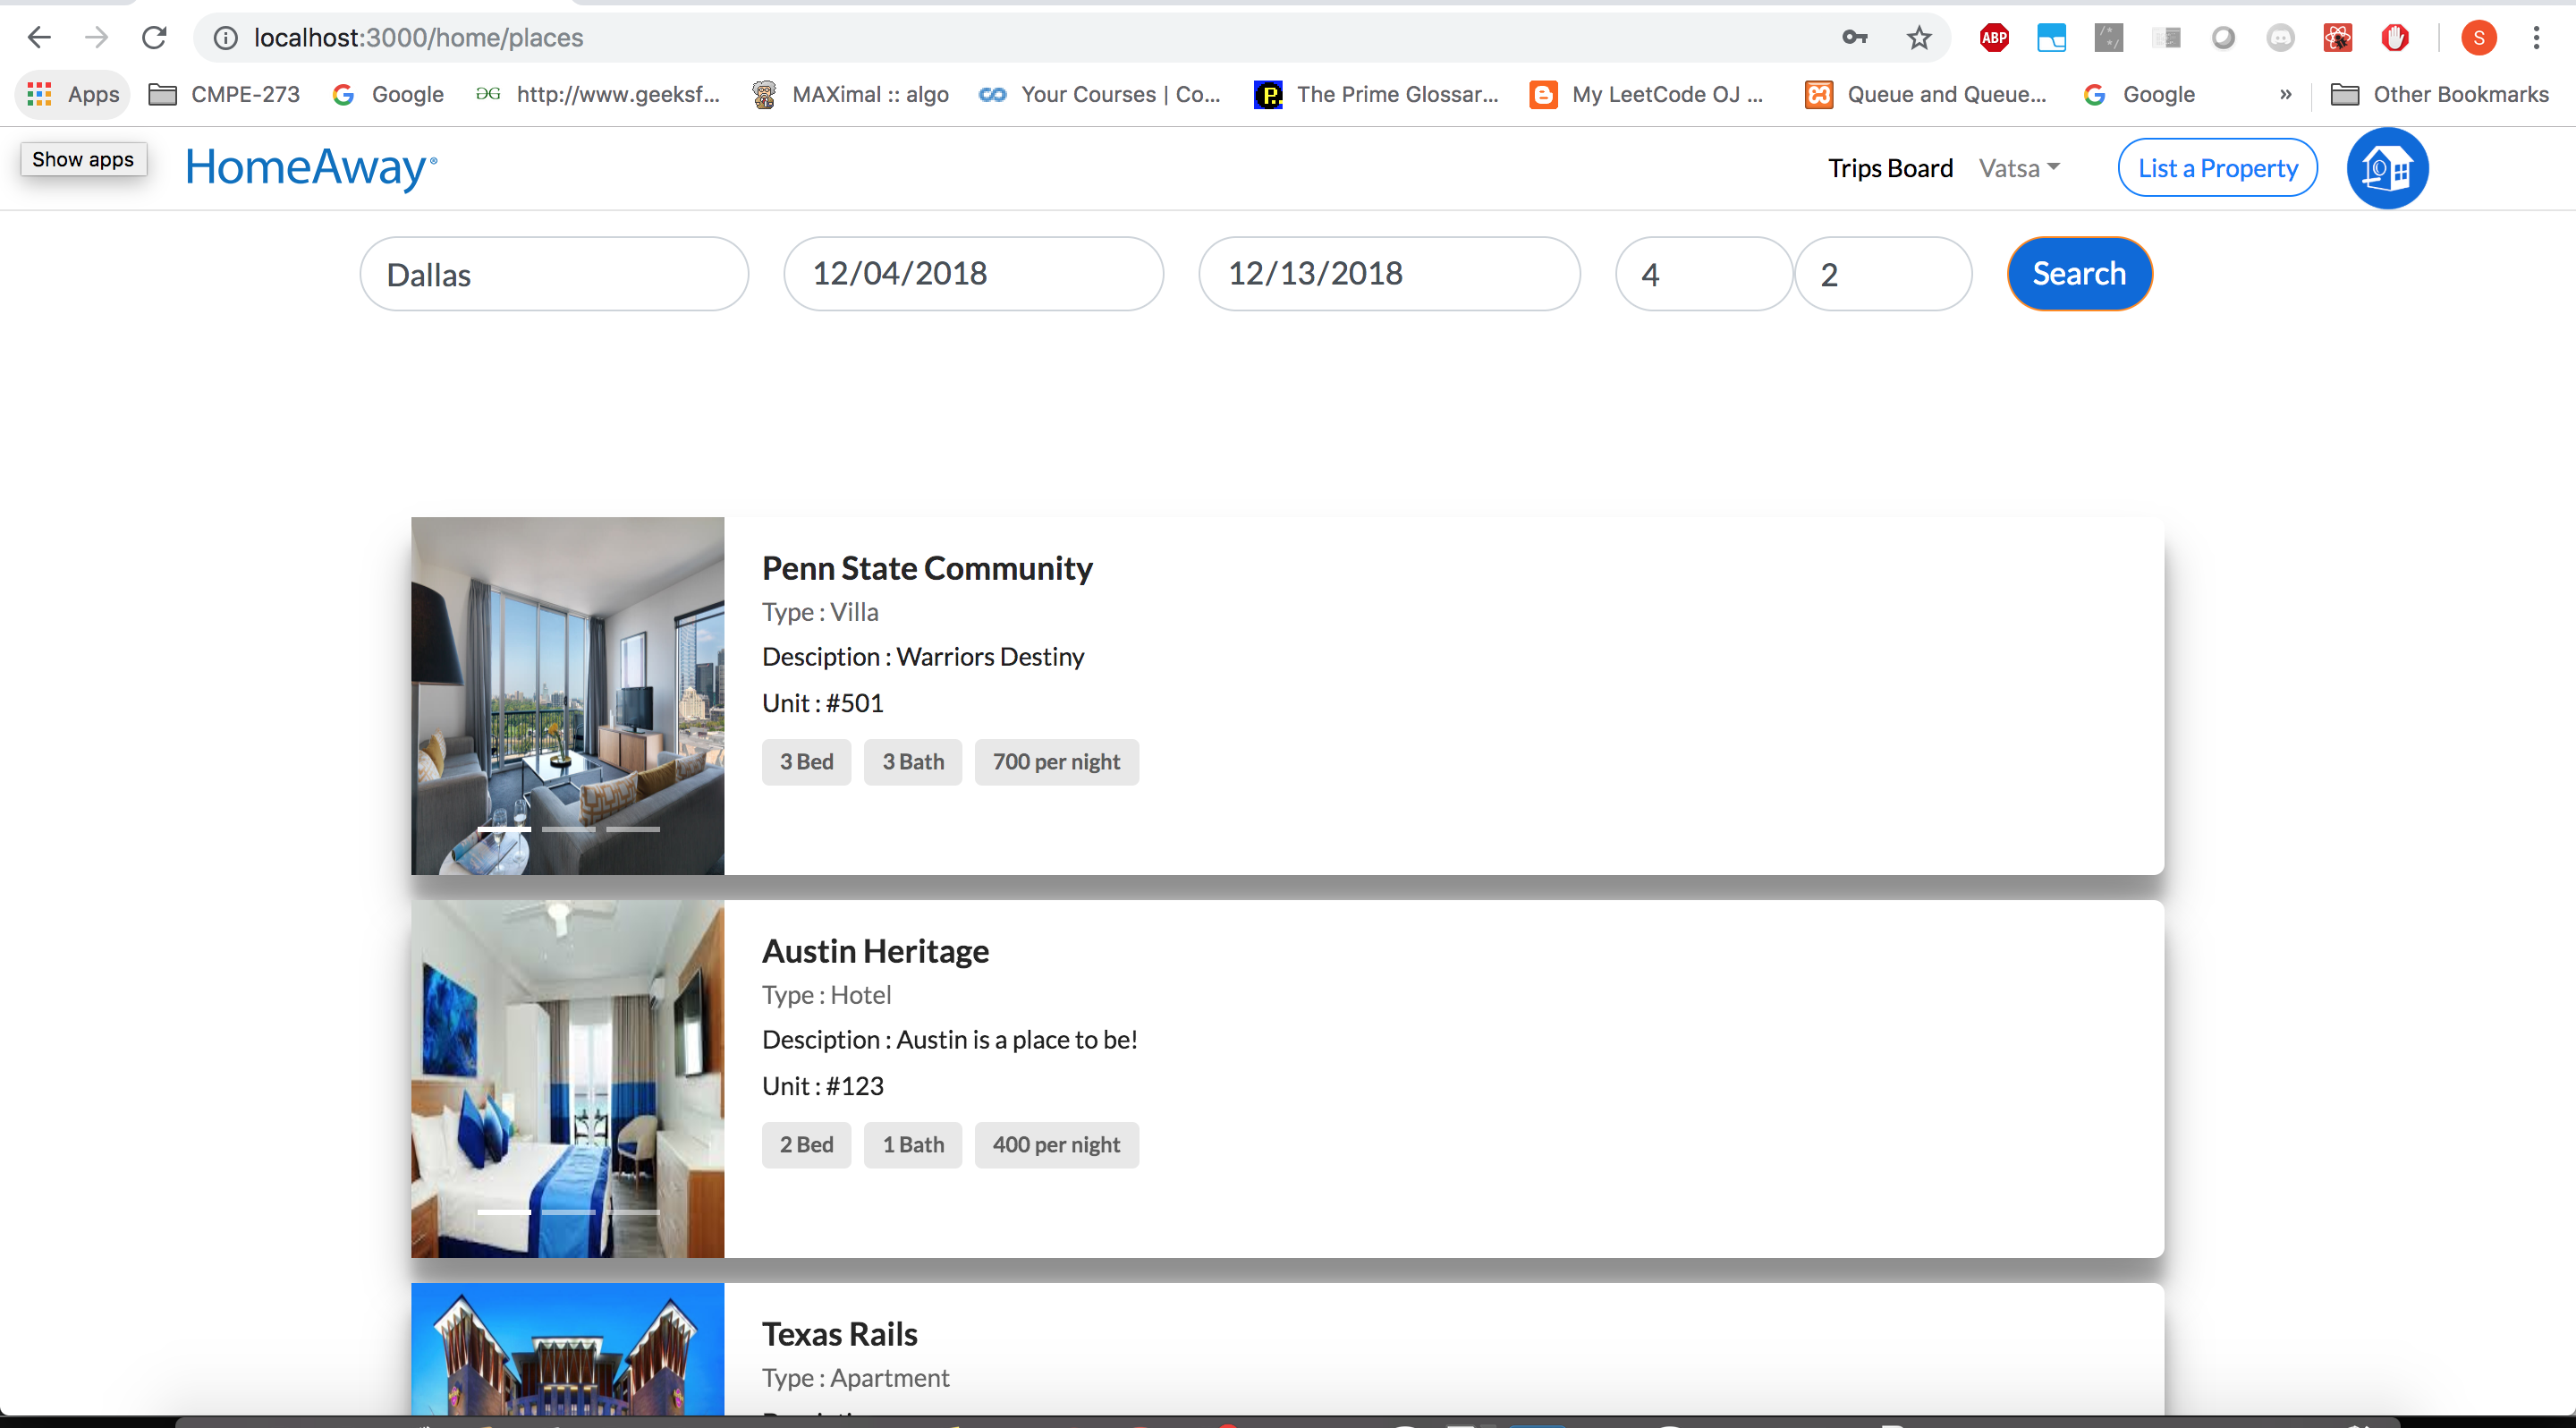 localhost:3000/home/places
ABP
S
Apps
CMPE-273
Google
http://www.geeksf...
MAXimal :: algo
Your Courses | Co...
The Prime Glossar...
My LeetCode OJ ...
Queue and Queue...
Google
»
Other Bookmarks
Show apps
HomeAway®
Trips Board
Vatsa
List a Property
Dallas
12/04/2018
12/13/2018
4
2
Search
Penn State Community
Type : Villa
Desciption : Warriors Destiny
Unit : #501
3 Bed
3 Bath
700 per night
Austin Heritage
Type : Hotel
Desciption : Austin is a place to be!
Unit : #123
2 Bed
1 Bath
400 per night
Texas Rails
Type : Apartment